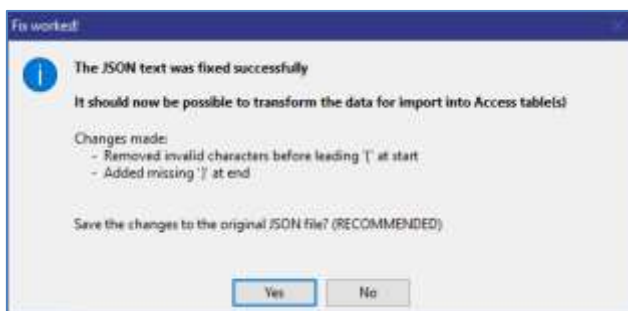 Fix worked!
The JSON text was fixed successfully
It should now be possible to transform the data for import into Access table(s)
Changes made:
- Removed invalid characters before leading '[' at start
- Added missing ']' at end
Save the changes to the original JSON file? (RECOMMENDED)
Yes
No